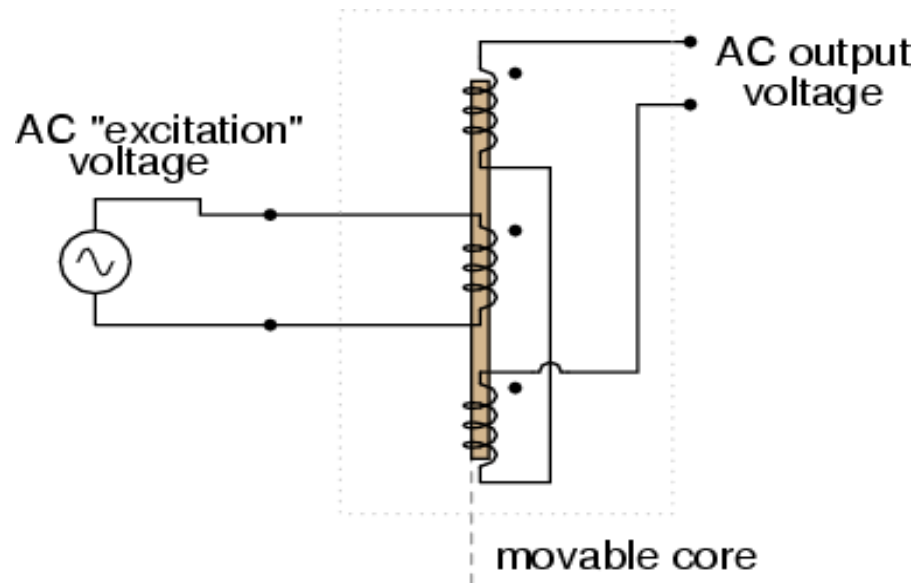 AC "excitation"
voltage
AC output
voltage
movable core